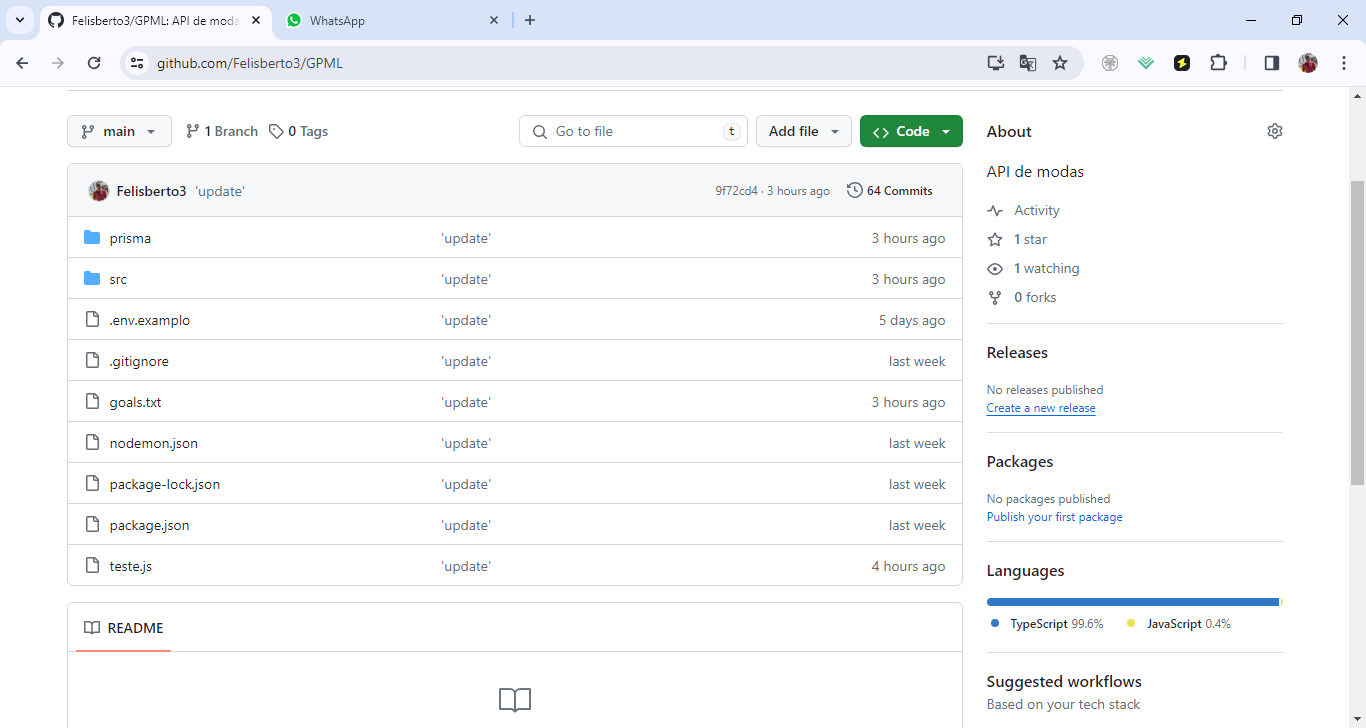 Felisberto3/GPML: API de moda
WhatsApp
github.com/Felisberto3/GPML
main
1 Branch
0 Tags
Go to file
t
Add file
Code
Felisberto3 'update'
9f72cd4 · 3 hours ago
64 Commits
prisma 'update' 3 hours ago
src 'update' 3 hours ago
.env.examplo 'update' 5 days ago
.gitignore 'update' last week
goals.txt 'update' 3 hours ago
nodemon.json 'update' last week
package-lock.json 'update' last week
package.json 'update' last week
teste.js 'update' 4 hours ago
README
About
API de modas
Activity
1 star
1 watching
0 forks
Releases
No releases published
Create a new release
Packages
No packages published
Publish your first package
Languages
TypeScript 99.6% JavaScript 0.4%
Suggested workflows
Based on your tech stack